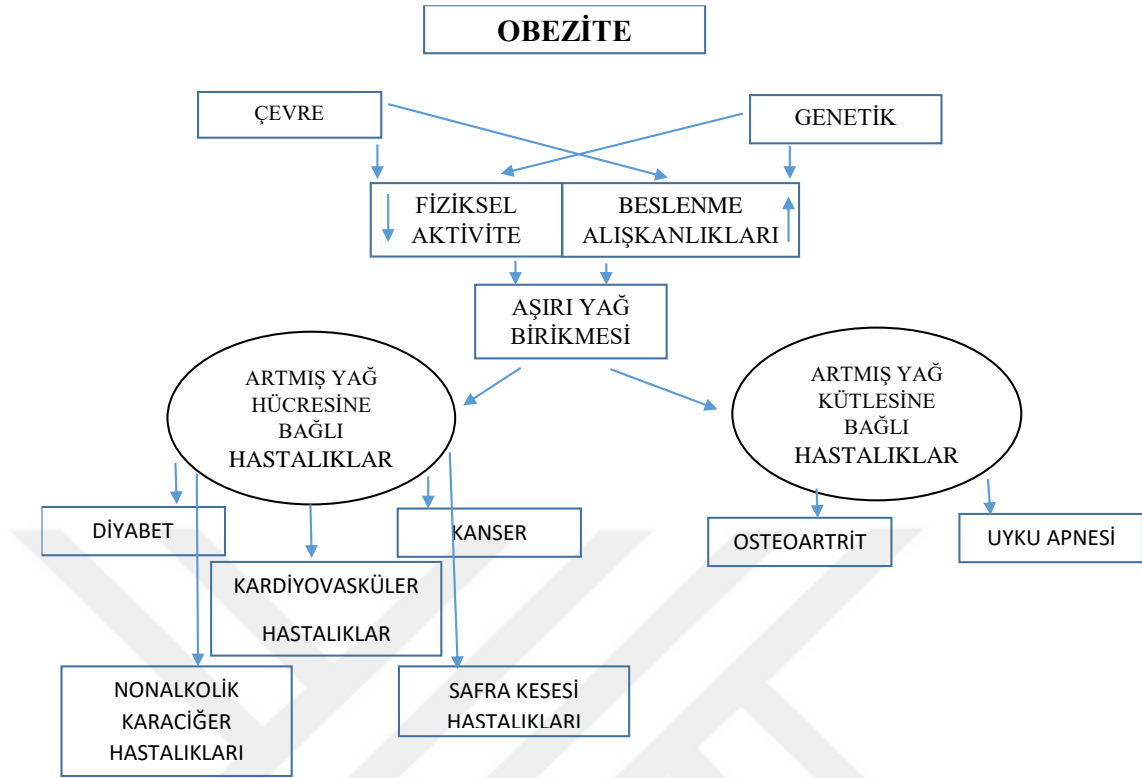 OBEZİTE
ÇEVRE
GENETİK
FİZİKSEL
AKTİVİTE
BESLENME
ALIŞKANLIKLARI
AŞIRI YAĞ
BİRİKMESİ
ARTMIŞ YAĞ
HÜCRESİNE
BAĞLI
HASTALIKLAR
ARTMIŞ YAĞ
KÜTLESİNE
BAĞLI
HASTALIKLAR
DİYABET
KANSER
OSTEOARTRİT
UYKU APNESİ
KARDİYOVASKÜLER
HASTALIKLAR
NONALKOLİK
KARACİĞER
HASTALIKLARI
SAFRA KESESİ
HASTALIKLARI